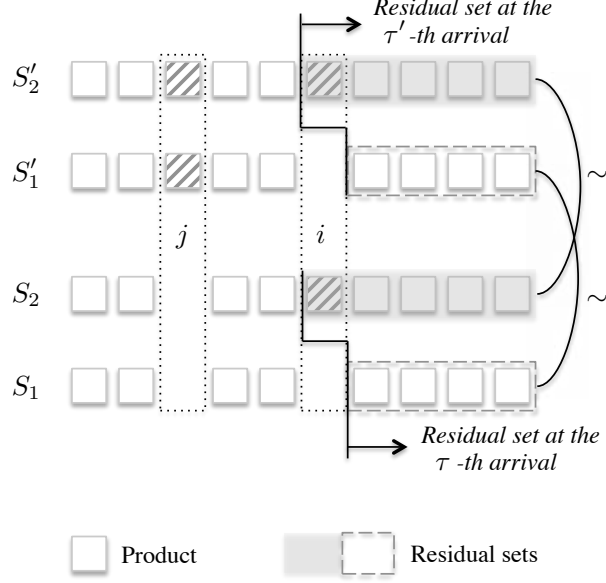 Residual set at the
τ′ -th arrival
S′₂
S′₁
~
j
i
S₂
~
S₁
Residual set at the
τ -th arrival
Product
Residual sets